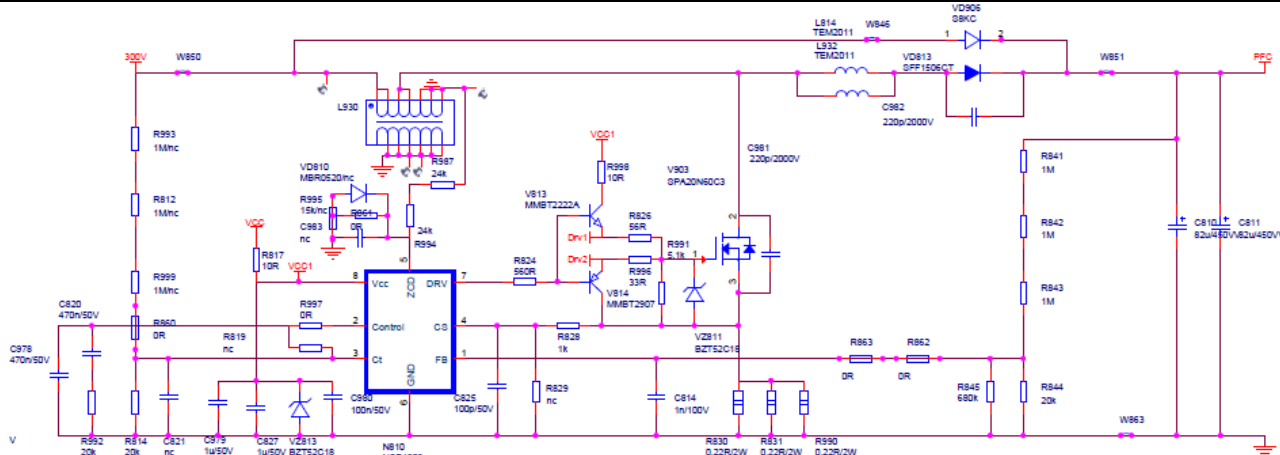 VD906
S8KC
L814
TEM2011
W846
1
2
L932
TEM2011
VD813
SFF1506CT
W851
PFC
300V
W850
L930
C982
220p/2000V
R993
1M/nc
VCC1
R998
10R
V903
SPA20N60C3
C981
220p/2000V
R841
1M
R987
24k
VD810
MBR0520/nc
R812
1M/nc
R995
15k/nc
R861
0R
C983
nc
24k
R994
V813
MMBT2222A
Drv1
R826
56R
2
R842
1M
C810
82u/450V
C811
82u/450V
VCC
R817
10R
VCC1
Drv2
R991
5.1k
1
R996
33R
R824
560R
V814
MMBT2907
3
R999
1M/nc
5
8
Vcc
ZCD
DRV
7
R843
1M
C820
470n/50V
R997
0R
R860
0R
R819
nc
2
Control
CS
4
R828
1k
VZ811
BZT52C18
C978
470n/50V
3
Ct
FB
1
R863
0R
R862
0R
GND
6
C980
100n/50V
C825
100p/50V
R829
nc
C814
1n/100V
R845
680k
R844
20k
W863
V
R992
20k
R814
20k
C821
nc
C979
1u/50V
C827
1u/50V
VZ813
BZT52C18
N810
R830
0.22R/2W
R831
0.22R/2W
R990
0.22R/2W